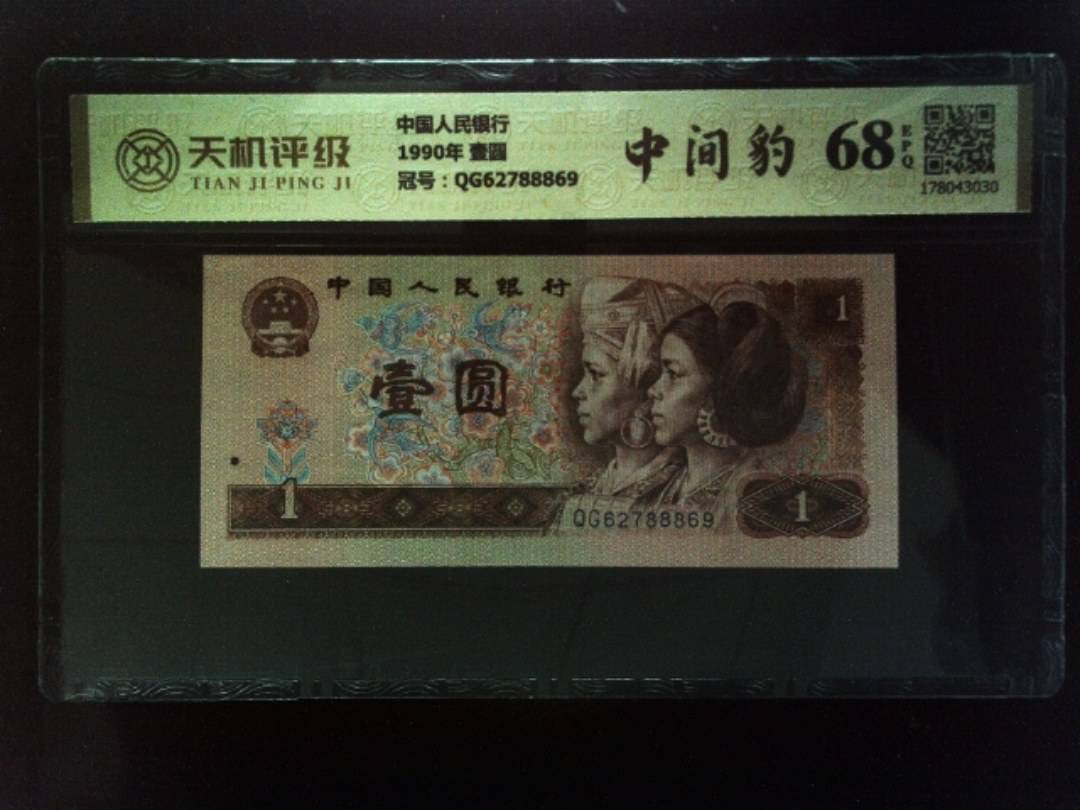 天机评级
TIAN JI PING JI
中国人民银行
1990年 壹圆
冠号：QG62788869
中间豹
68
EPQ
178043030
中国人民银行
1
壹圆
1
QG62788869
1